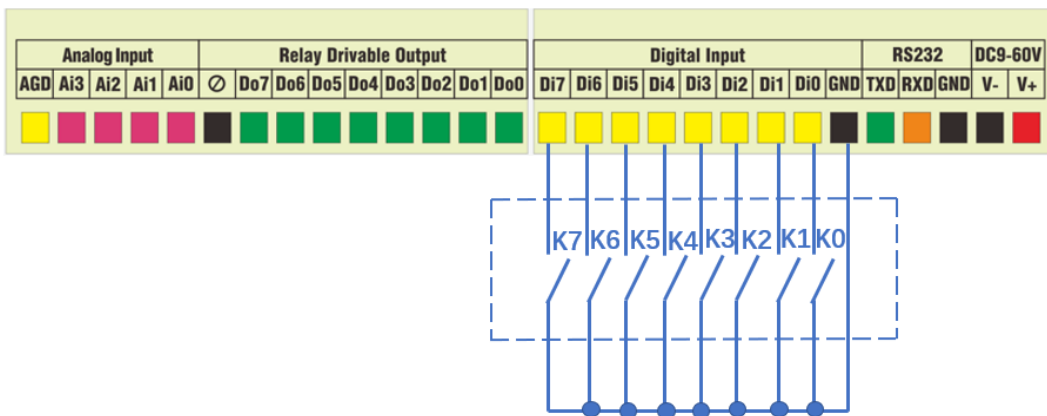 Analog Input Relay Drivable Output Digital Input RS232 DC9-60V
AGD Ai3 Ai2 Ai1 Ai0 ∅ Do7 Do6 Do5 Do4 Do3 Do2 Do1 Do0 Di7 Di6 Di5 Di4 Di3 Di2 Di1 Di0 GND TXD RXD GND V- V+
K7 K6 K5 K4 K3 K2 K1 K0